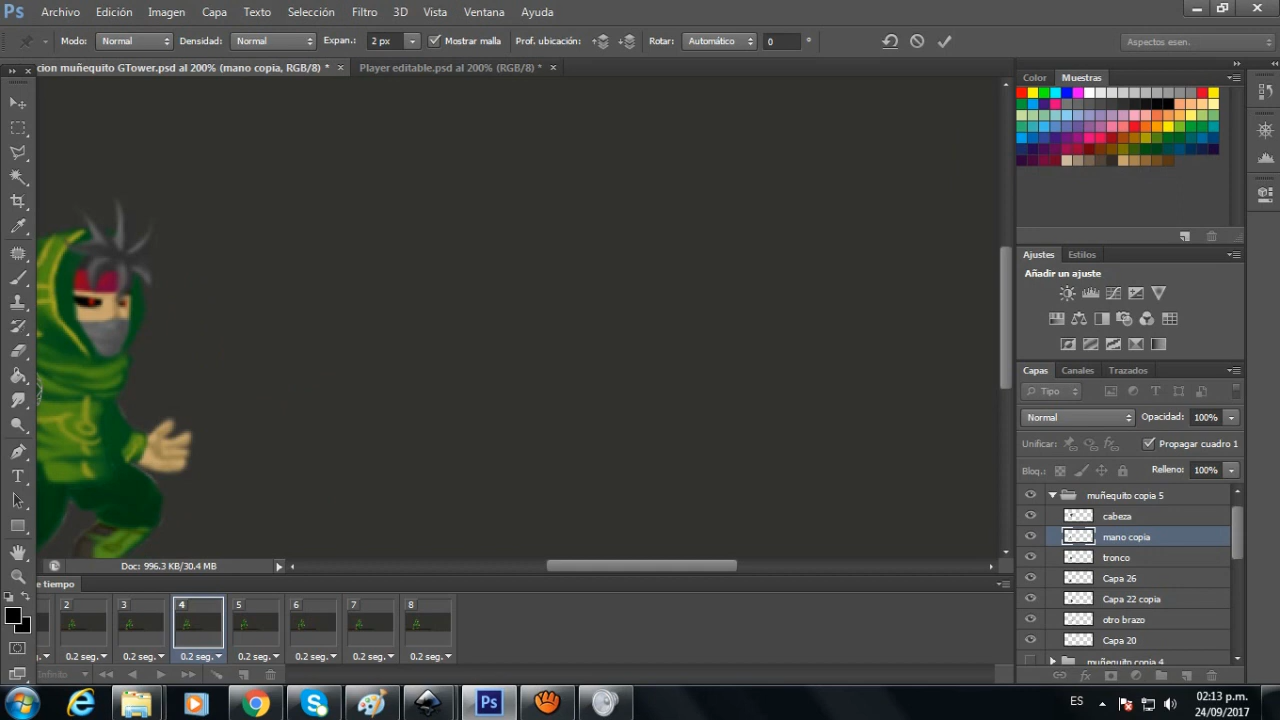 Ps Archivo Edición Imagen Capa Texto Selección Filtro 3D Vista Ventana Ayuda
Modo: Normal Densidad: Normal Expan.: 2 px Mostrar malla Prof. ubicación: Rotar: Automático 0 ° Aspectos esen.
cion muñequito GTower.psd al 200% (mano copia, RGB/8) * × Player editable.psd al 200% (RGB/8) * ×
Color Muestras
Ajustes Estilos
Añadir un ajuste
Capas Canales Trazados
Tipo
Normal Opacidad: 100%
Unificar: Propagar cuadro 1
Bloq.: Relleno: 100%
muñequito copia 5
cabeza
mano copia
tronco
Capa 26
Capa 22 copia
otro brazo
Capa 20
muñequito copia 4
Doc: 996.3 KB/30.4 MB
e tiempo
2 3 4 5 6 7 8
0.2 seg. 0.2 seg. 0.2 seg. 0.2 seg. 0.2 seg. 0.2 seg. 0.2 seg.
Infinito
Ps
ES 02:13 p.m.
24/09/2017